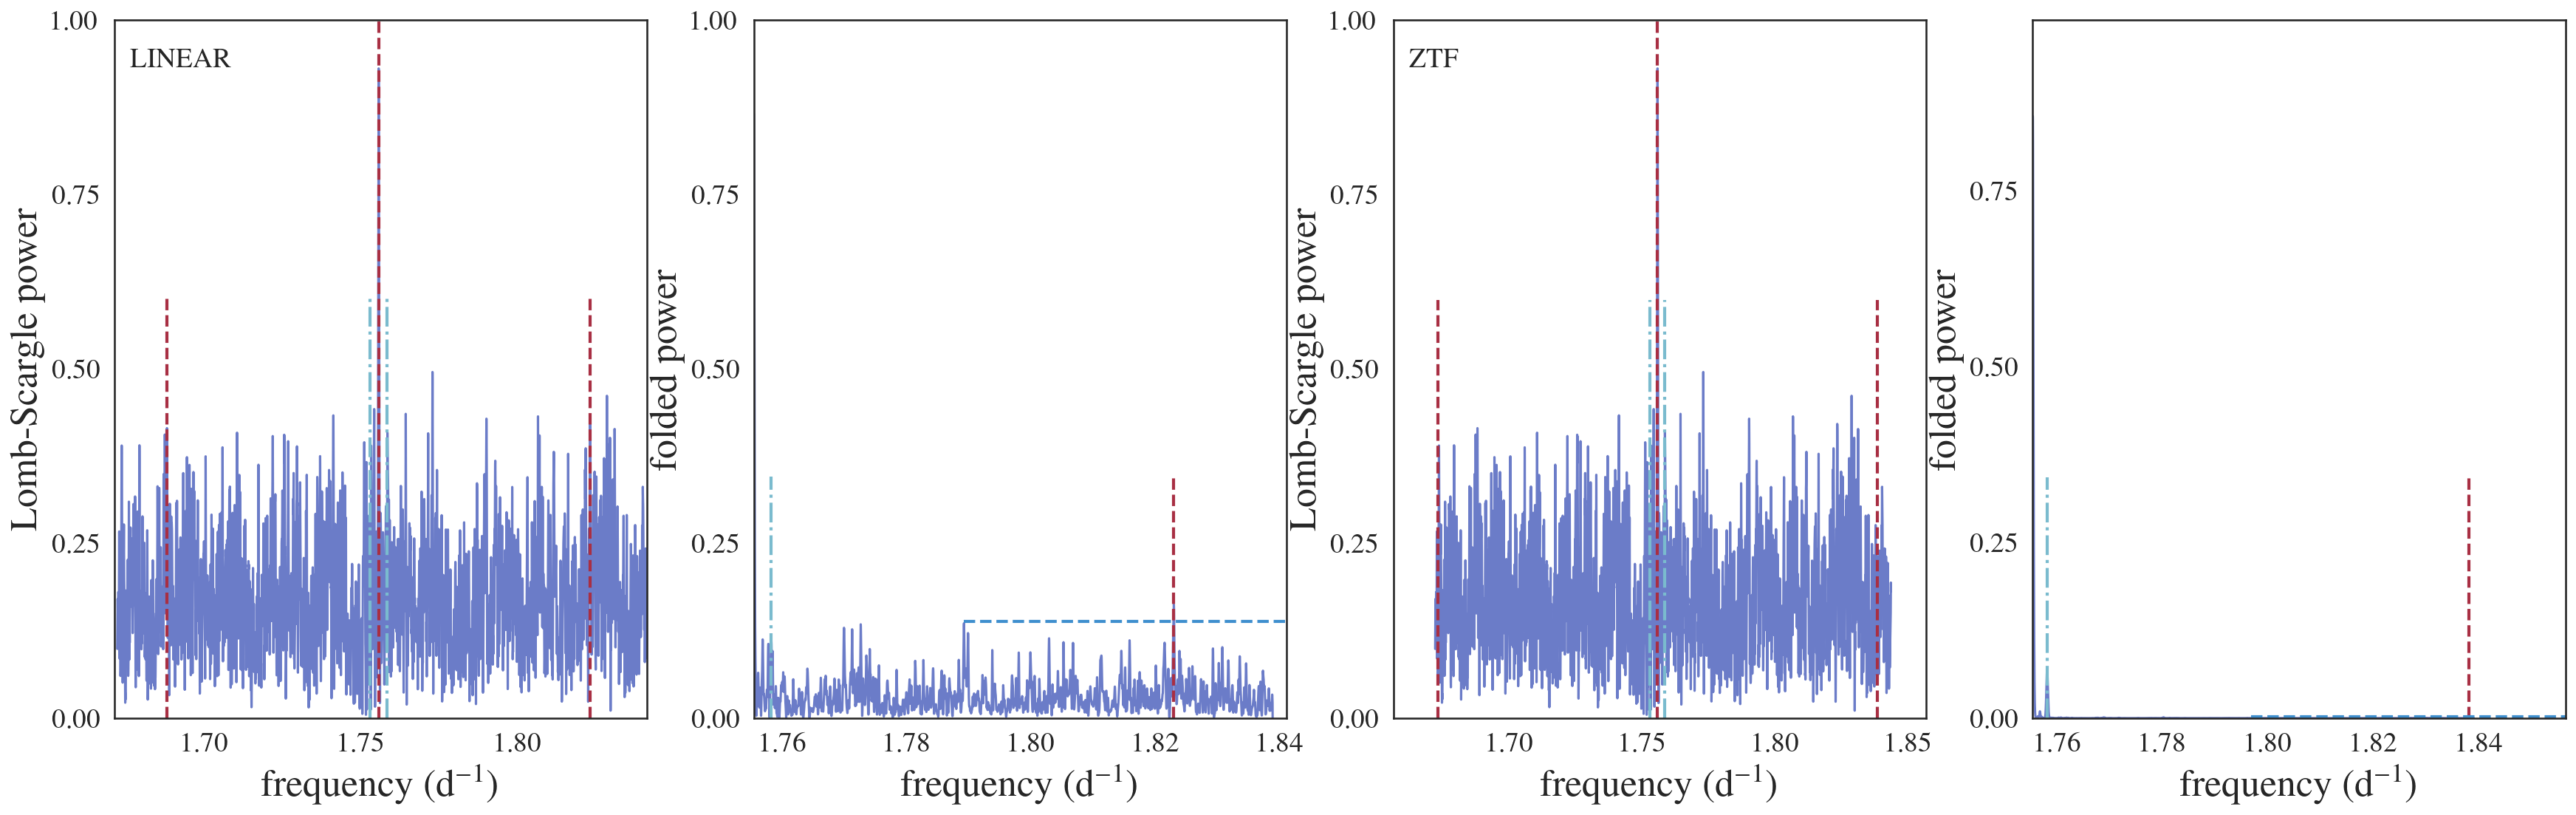 LINEAR
Lomb-Scargle power
1.00
0.75
0.50
0.25
0.00
1.70 1.75 1.80
frequency (d⁻¹)
folded power
1.00
0.75
0.50
0.25
0.00
1.76 1.78 1.80 1.82 1.84
frequency (d⁻¹)
ZTF
Lomb-Scargle power
1.00
0.75
0.50
0.25
0.00
1.70 1.75 1.80 1.85
frequency (d⁻¹)
folded power
0.75
0.50
0.25
0.00
1.76 1.78 1.80 1.82 1.84
frequency (d⁻¹)